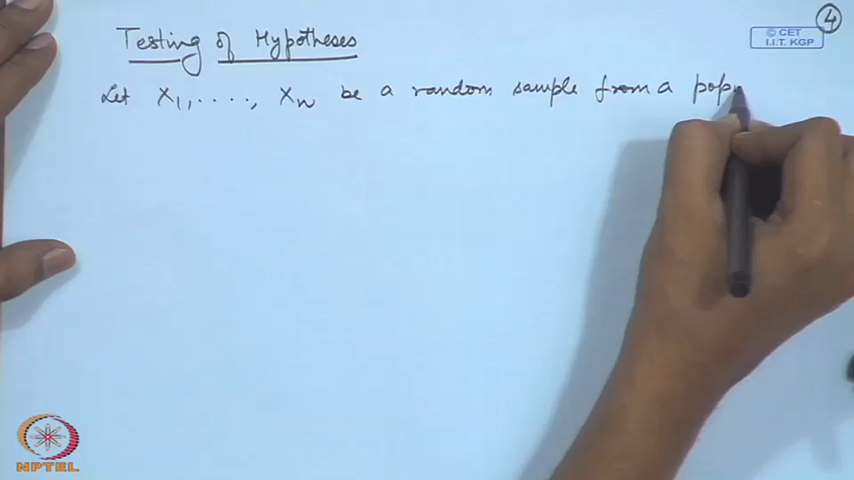 4
© CET
I.I.T. KGP
Testing of Hypotheses
Let X₁, ...., Xₙ be a random sample from a pop
NPTEL